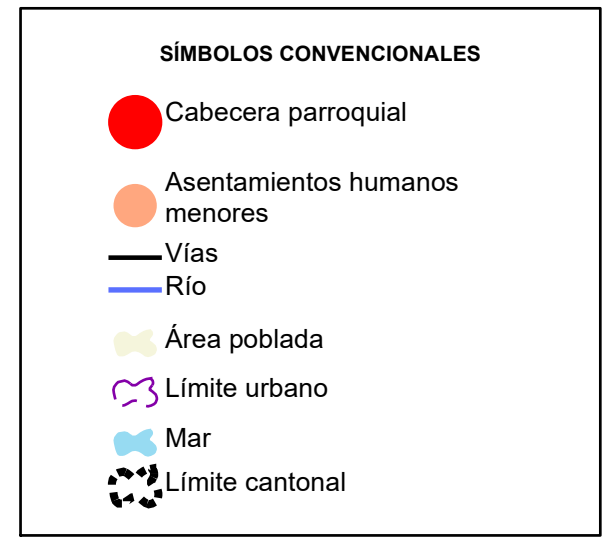 SÍMBOLOS CONVENCIONALES
Cabecera parroquial
Asentamientos humanos
menores
Vías
Río
Área poblada
Límite urbano
Mar
Límite cantonal